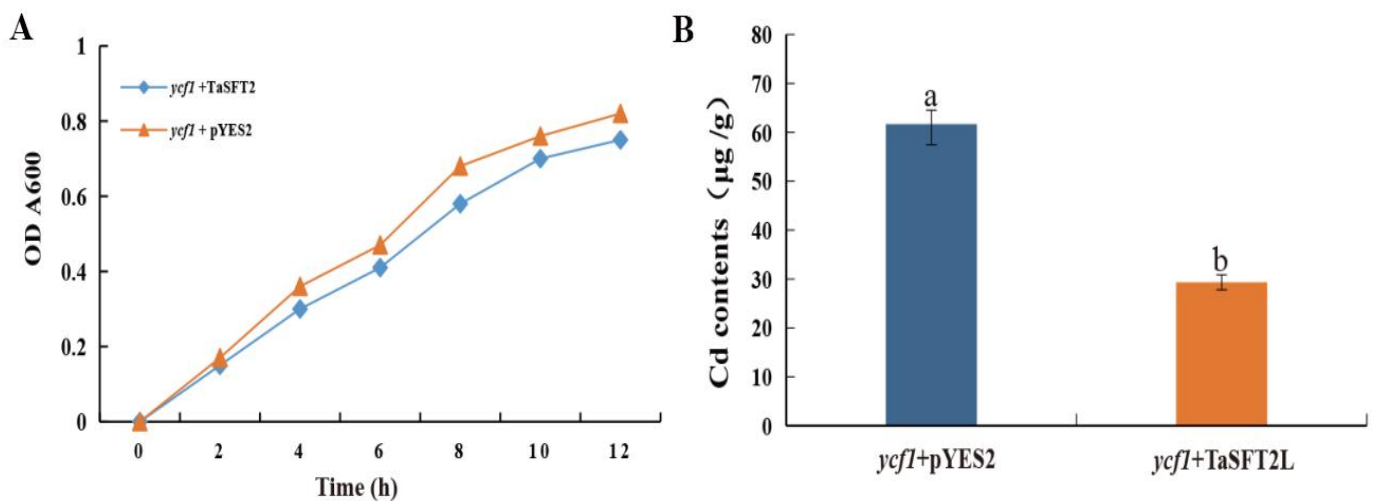 A
OD A600
1
0.8
0.6
0.4
0.2
0
ycf1 +TaSFT2
ycf1 + pYES2
0 2 4 6 8 10 12
Time (h)
B
Cd contents（μg /g）
80
70
60
50
40
30
20
10
0
a
b
ycf1+pYES2 ycf1+TaSFT2L